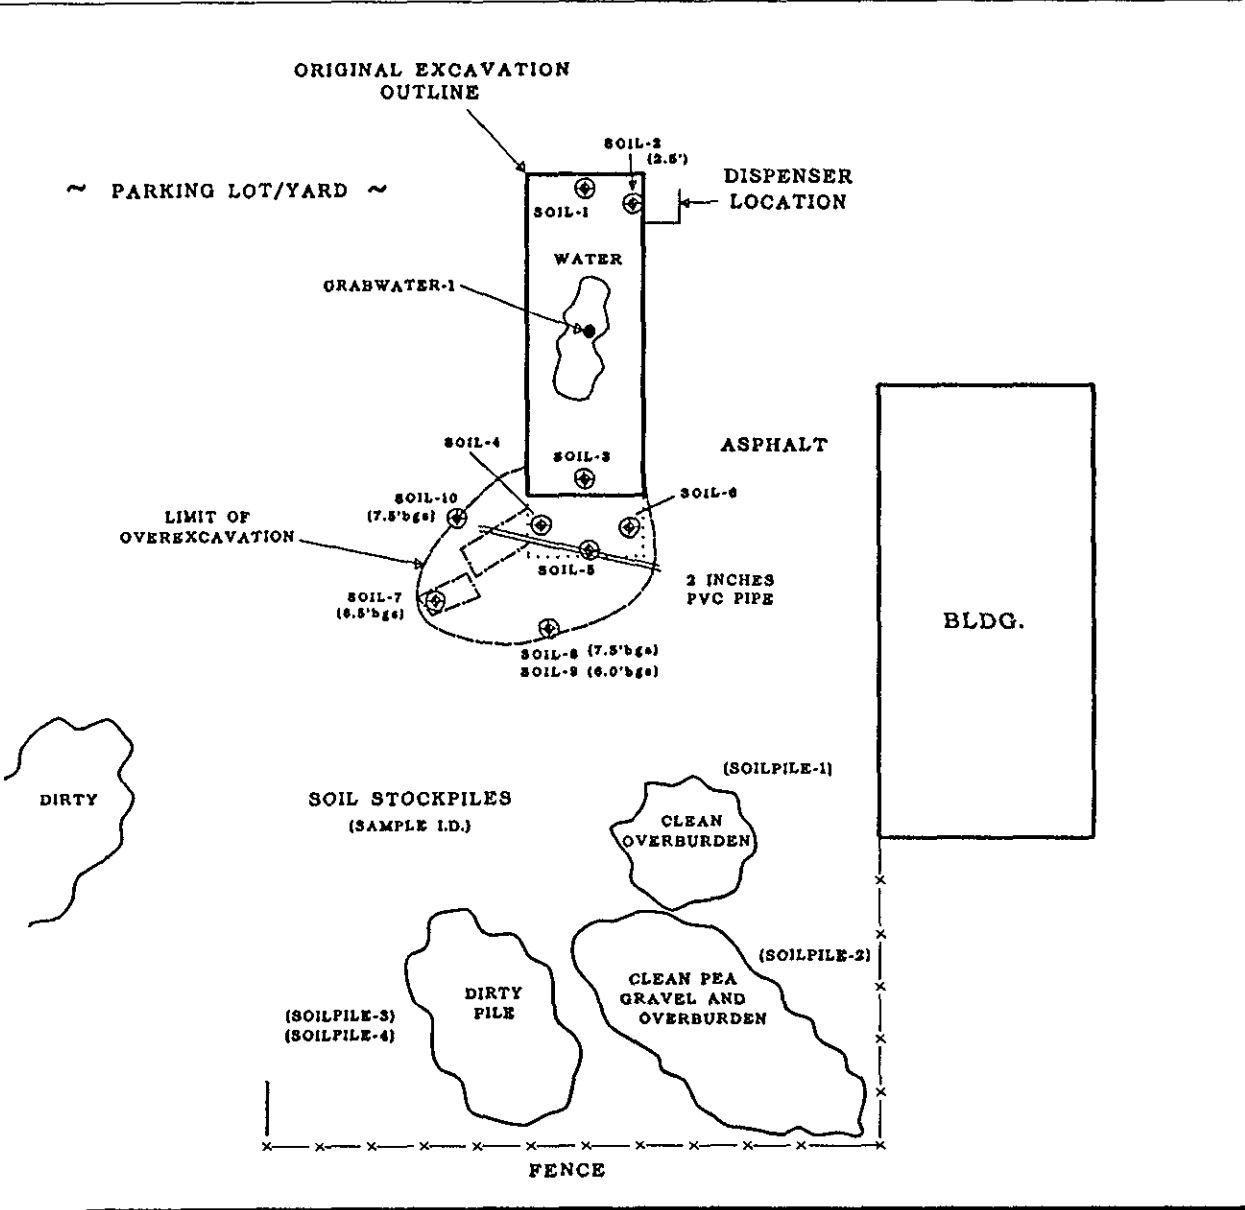 ORIGINAL EXCAVATION
OUTLINE
SOIL-2
(2.5')
~ PARKING LOT/YARD ~
DISPENSER
LOCATION
SOIL-1
WATER
GRABWATER-1
SOIL-4
ASPHALT
SOIL-3
SOIL-6
SOIL-10
(7.5'bgs)
LIMIT OF
OVEREXCAVATION
SOIL-5
2 INCHES
PVC PIPE
SOIL-7
(6.5'bgs)
BLDG.
SOIL-8 (7.5'bgs)
SOIL-9 (6.0'bgs)
(SOILPILE-1)
DIRTY
SOIL STOCKPILES
(SAMPLE I.D.)
CLEAN
OVERBURDEN
(SOILPILE-2)
CLEAN PEA
GRAVEL AND
OVERBURDEN
DIRTY
PILE
(SOILPILE-3)
(SOILPILE-4)
FENCE